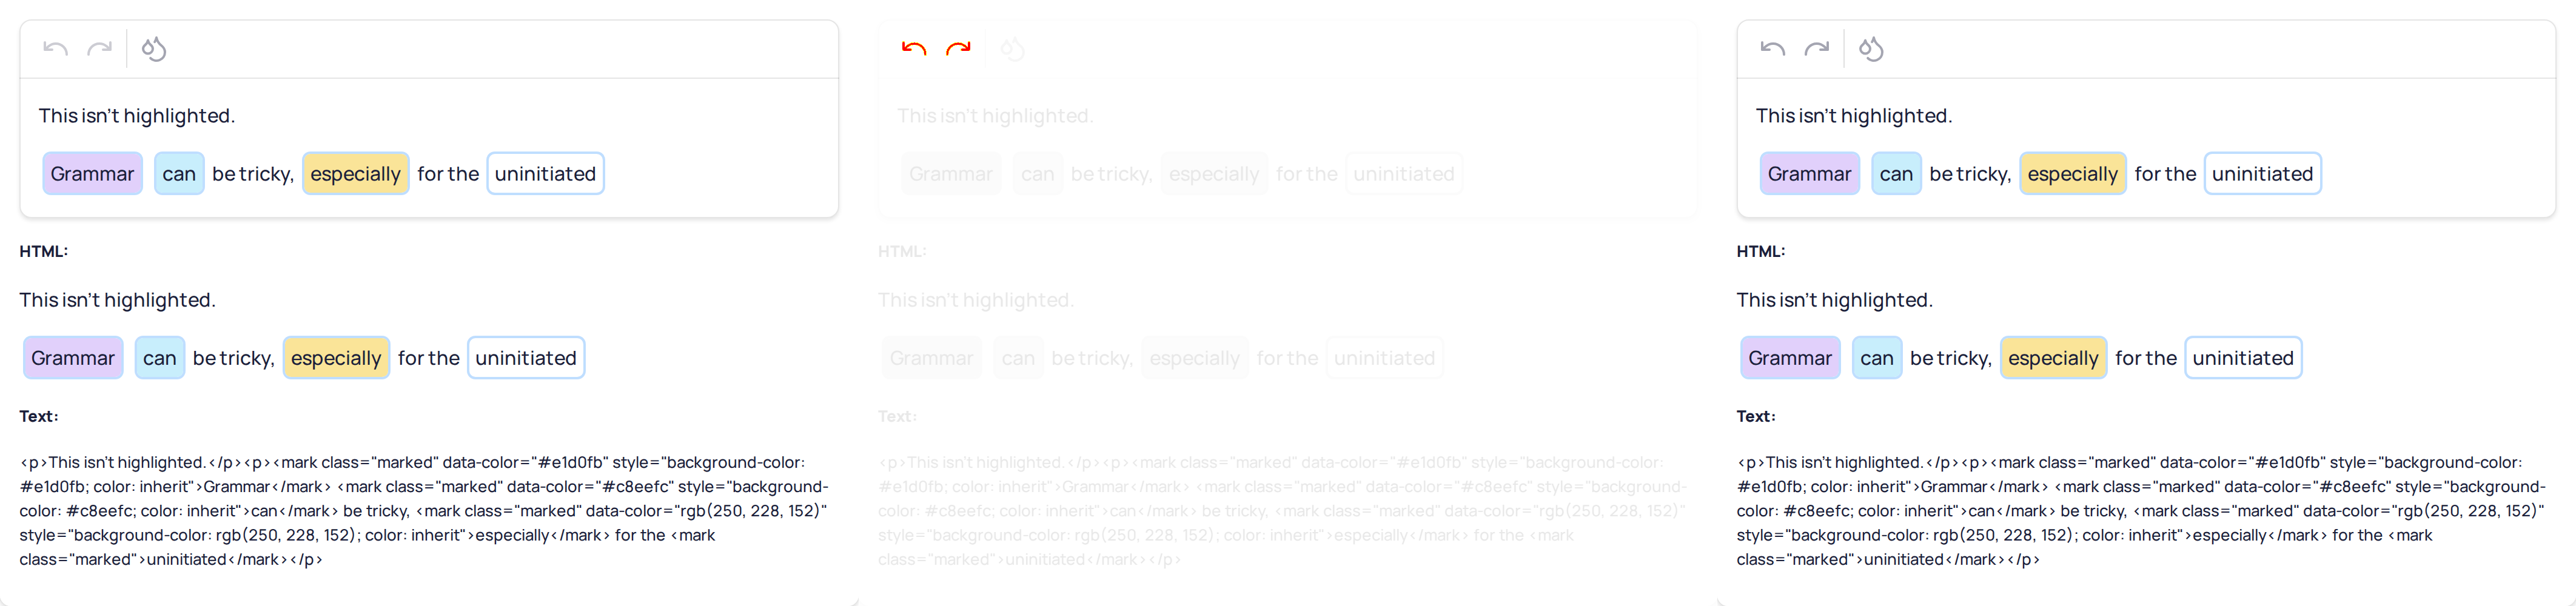 This isn't highlighted.
Grammar can be tricky, especially for the uninitiated
HTML:
This isn't highlighted.
Grammar can be tricky, especially for the uninitiated
Text:
<p>This isn't highlighted.</p><p><mark class="marked" data-color="#e1d0fb" style="background-color:
#e1d0fb; color: inherit">Grammar</mark> <mark class="marked" data-color="#c8eefc" style="background-
color: #c8eefc; color: inherit">can</mark> be tricky, <mark class="marked" data-color="rgb(250, 228, 152)"
style="background-color: rgb(250, 228, 152); color: inherit">especially</mark> for the <mark
class="marked">uninitiated</mark></p>
This isn't highlighted.
Grammar can be tricky, especially for the uninitiated
HTML:
This isn't highlighted.
Grammar can be tricky, especially for the uninitiated
Text:
<p>This isn't highlighted.</p><p><mark class="marked" data-color="#e1d0fb" style="background-color:
#e1d0fb; color: inherit">Grammar</mark> <mark class="marked" data-color="#c8eefc" style="background-
color: #c8eefc; color: inherit">can</mark> be tricky, <mark class="marked" data-color="rgb(250, 228, 152)"
style="background-color: rgb(250, 228, 152); color: inherit">especially</mark> for the <mark
class="marked">uninitiated</mark></p>
This isn't highlighted.
Grammar can be tricky, especially for the uninitiated
HTML:
This isn't highlighted.
Grammar can be tricky, especially for the uninitiated
Text:
<p>This isn't highlighted.</p><p><mark class="marked" data-color="#e1d0fb" style="background-color:
#e1d0fb; color: inherit">Grammar</mark> <mark class="marked" data-color="#c8eefc" style="background-
color: #c8eefc; color: inherit">can</mark> be tricky, <mark class="marked" data-color="rgb(250, 228, 152)"
style="background-color: rgb(250, 228, 152); color: inherit">especially</mark> for the <mark
class="marked">uninitiated</mark></p>